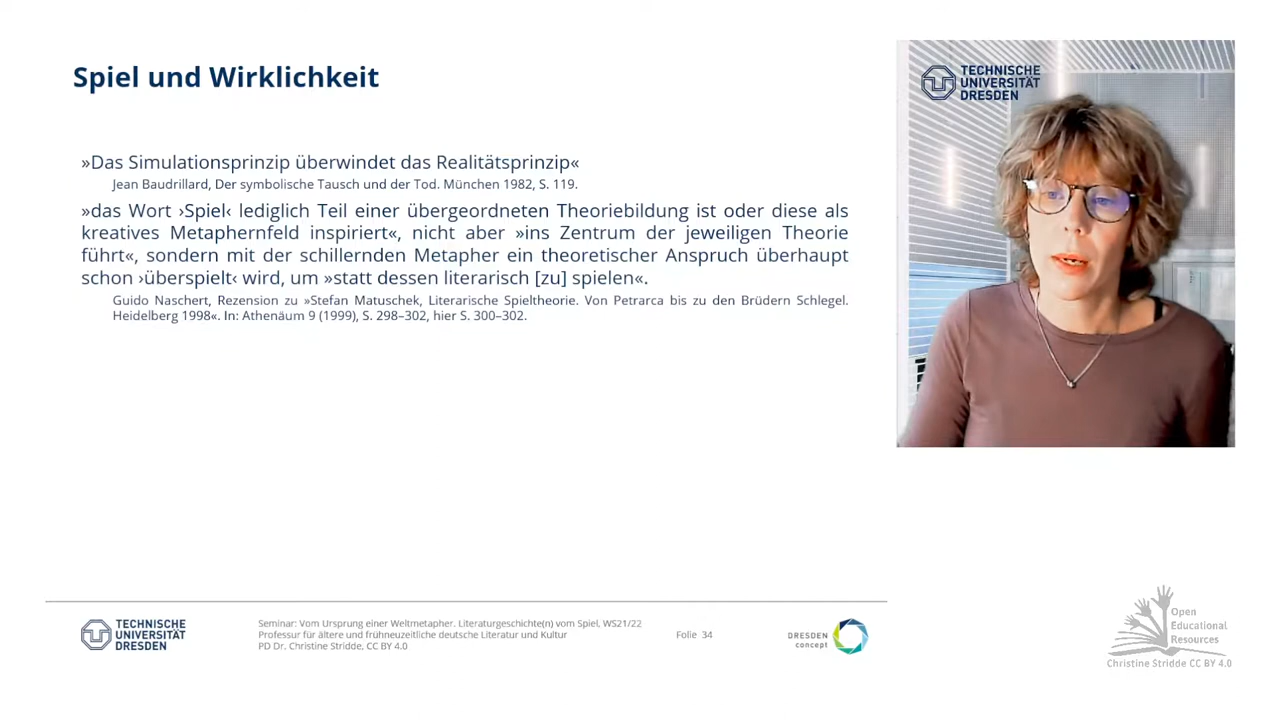 Spiel und Wirklichkeit
»Das Simulationsprinzip überwindet das Realitätsprinzip«
Jean Baudrillard, Der symbolische Tausch und der Tod. München 1982, S. 119.
»das Wort ›Spiel‹ lediglich Teil einer übergeordneten Theoriebildung ist oder diese als
kreatives Metaphernfeld inspiriert«, nicht aber »ins Zentrum der jeweiligen Theorie
führt«, sondern mit der schillernden Metapher ein theoretischer Anspruch überhaupt
schon ›überspielt‹ wird, um »statt dessen literarisch [zu] spielen«.
Guido Naschert, Rezension zu »Stefan Matuschek, Literarische Spieltheorie. Von Petrarca bis zu den Brüdern Schlegel.
Heidelberg 1998«. In: Athenäum 9 (1999), S. 298–302, hier S. 300–302.
TECHNISCHE
UNIVERSITÄT
DRESDEN
TECHNISCHE
UNIVERSITÄT
DRESDEN
Seminar: Vom Ursprung einer Weltmetapher. Literaturgeschichte(n) vom Spiel, WS21/22
Professur für ältere und frühneuzeitliche deutsche Literatur und Kultur
PD Dr. Christine Stridde, CC BY 4.0
Folie 34
DRESDEN
concept
Open
Educational
Resources
Christine Stridde CC BY 4.0